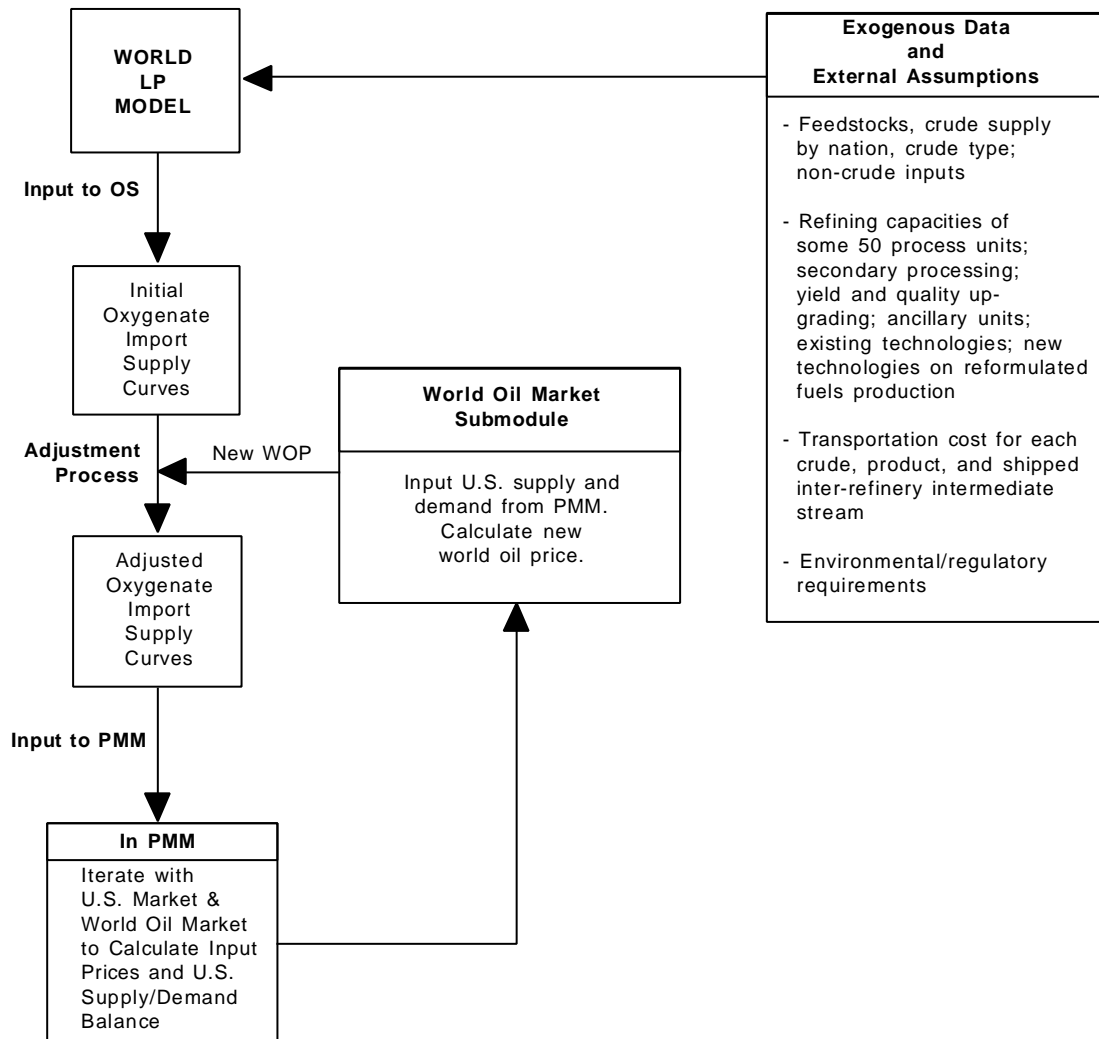 WORLD
LP
MODEL
Exogenous Data
and
External Assumptions
- Feedstocks, crude supply
by nation, crude type;
non-crude inputs
- Refining capacities of
some 50 process units;
secondary processing;
yield and quality up-
grading; ancillary units;
existing technologies; new
technologies on reformulated
fuels production
- Transportation cost for each
crude, product, and shipped
inter-refinery intermediate
stream
- Environmental/regulatory
requirements
Input to OS
Initial
Oxygenate
Import
Supply
Curves
Adjustment
Process
New WOP
World Oil Market
Submodule
Input U.S. supply and
demand from PMM.
Calculate new
world oil price.
Adjusted
Oxygenate
Import
Supply
Curves
Input to PMM
In PMM
Iterate with
U.S. Market &
World Oil Market
to Calculate Input
Prices and U.S.
Supply/Demand
Balance